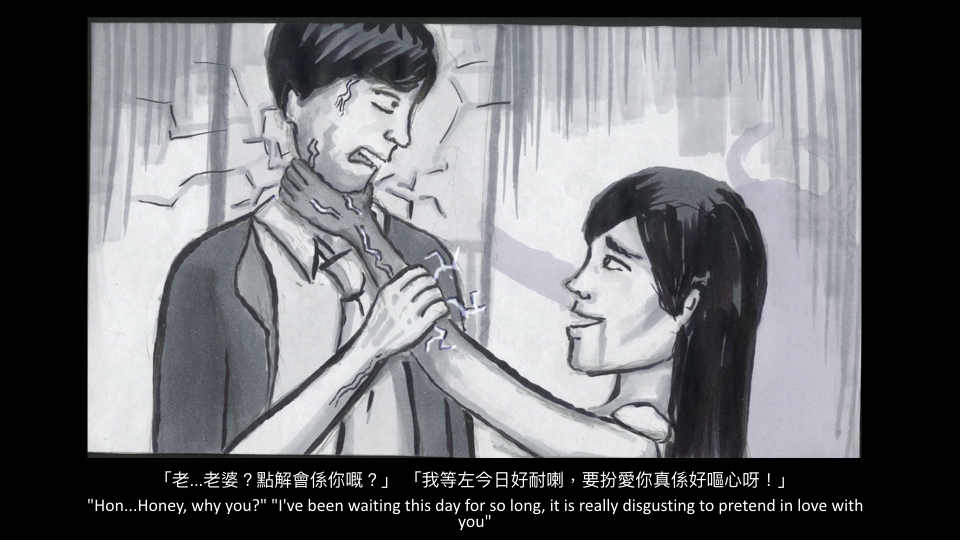 「老...老婆？點解會係你嘅？」 「我等左今日好耐喇，要扮愛你真係好嘔心呀！」
"Hon...Honey, why you?" "I've been waiting this day for so long, it is really disgusting to pretend in love with
you"